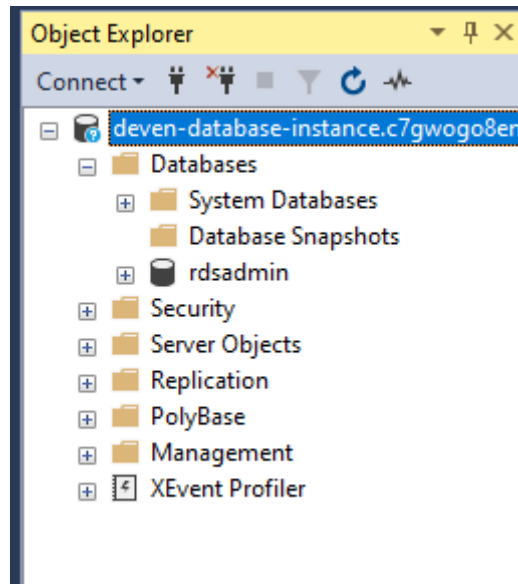 Object Explorer
Connect
deven-database-instance.c7gwogo8en
Databases
System Databases
Database Snapshots
rdsadmin
Security
Server Objects
Replication
PolyBase
Management
XEvent Profiler